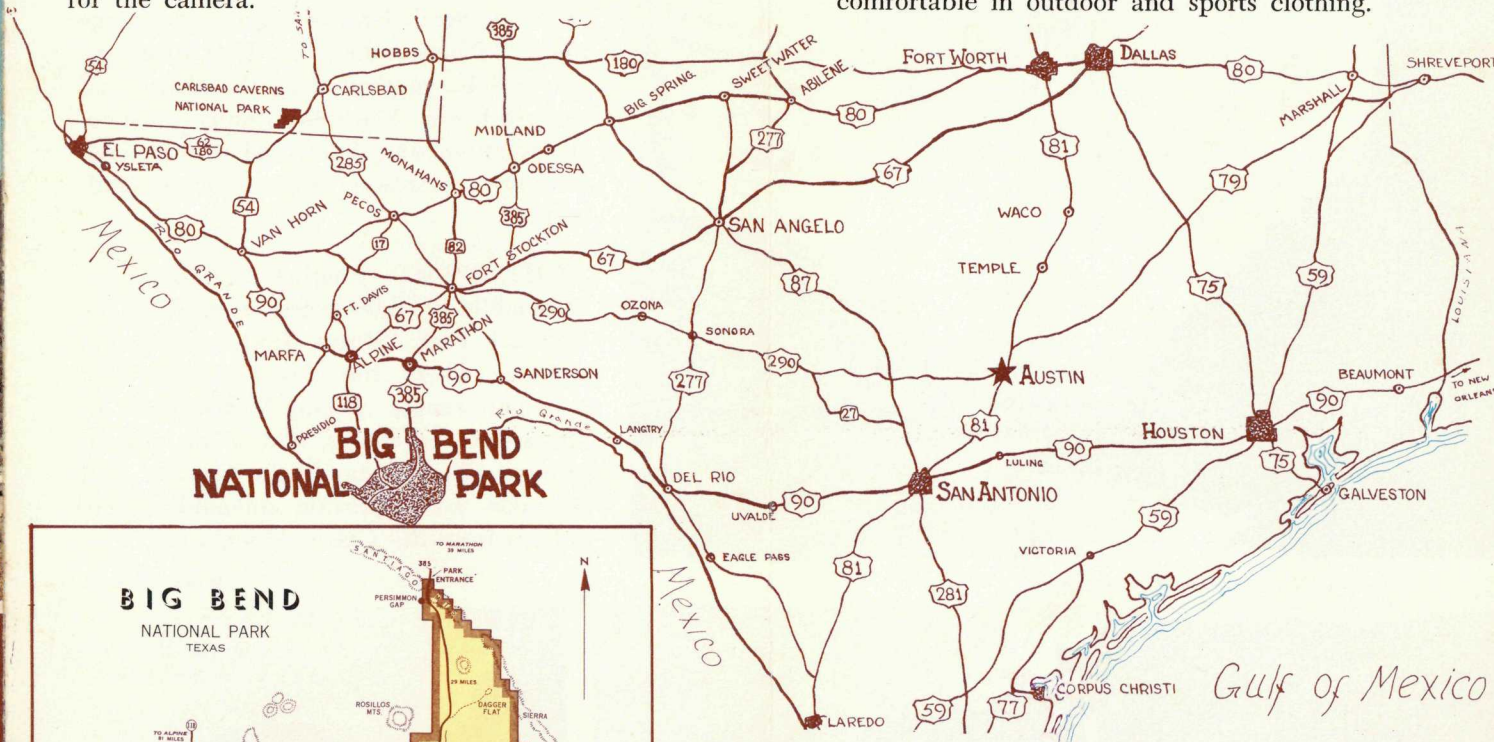 for the camera.
comfortable in outdoor and sports clothing.
TO SAN
385
HOBBS
180
54
CARLSBAD CAVERNS
NATIONAL PARK
CARLSBAD
BIG SPRING
SWEETWATER
ABILENE
FORT WORTH
DALLAS
80
SHREVEPORT
MARSHALL
80
EL PASO
YSLETA
62
180
MIDLAND
ODESSA
MONAHANS
80
285
277
67
81
79
54
VAN HORN
PECOS
385
SAN ANGELO
WACO
80
RIO GRANDE
Mexico
17
82
FORT STOCKTON
67
TEMPLE
87
75
59
LOUISIANA
90
FT. DAVIS
67
385
290
OZONA
SONORA
MARFA
ALPINE
MARATHON
90
SANDERSON
290
277
AUSTIN
BEAUMONT
90
TO NEW
ORLEANS
118
385
Rio Grande
27
81
PRESIDIO
BIG BEND
NATIONAL PARK
LANGTRY
HOUSTON
90
LULING
75
DEL RIO
90
UVALDE
SAN ANTONIO
GALVESTON
59
EAGLE PASS
81
VICTORIA
281
Mexico
CORPUS CHRISTI
Gulf of Mexico
LAREDO
59
77
BIG BEND
NATIONAL PARK
TEXAS
SANTIAGO
TO MARATHON
39 MILES
385
PARK
ENTRANCE
PERSIMMON
GAP
N
29 MILES
ROSILLOS
MTS.
DAGGER
FLAT
SIERRA
118
TO ALPINE
81 MILES